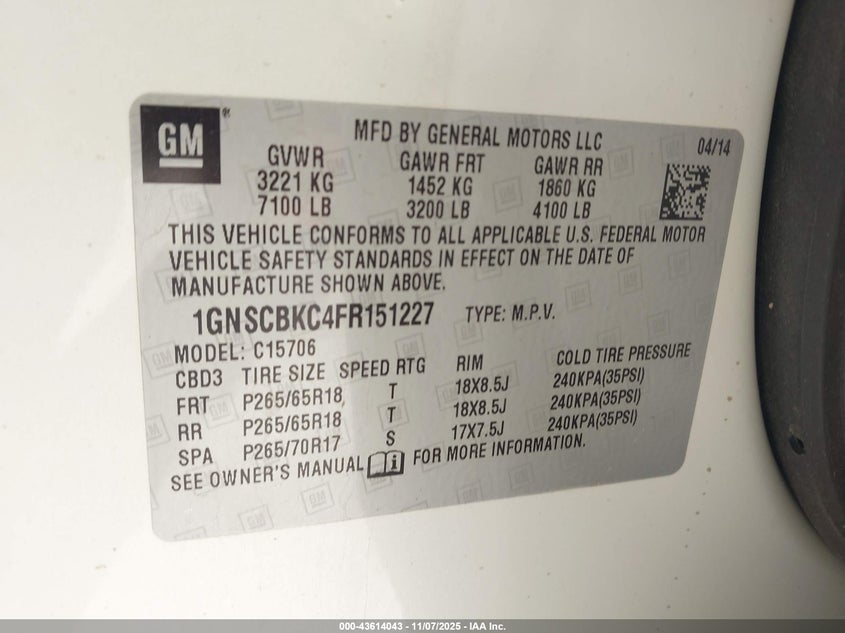 GM®
MFD BY GENERAL MOTORS LLC
04/14
GVWR GAWR FRT GAWR RR
3221 KG 1452 KG 1860 KG
7100 LB 3200 LB 4100 LB
THIS VEHICLE CONFORMS TO ALL APPLICABLE U.S. FEDERAL MOTOR
VEHICLE SAFETY STANDARDS IN EFFECT ON THE DATE OF
MANUFACTURE SHOWN ABOVE.
1GNSCBKC4FR151227 TYPE: M.P.V.
MODEL: C15706
CBD3 TIRE SIZE SPEED RTG RIM COLD TIRE PRESSURE
FRT P265/65R18 T 18X8.5J 240KPA(35PSI)
RR P265/65R18 T 18X8.5J 240KPA(35PSI)
SPA P265/70R17 S 17X7.5J 240KPA(35PSI)
SEE OWNER'S MANUAL i FOR MORE INFORMATION.
000-43614043 - 11/07/2025 - IAA Inc.